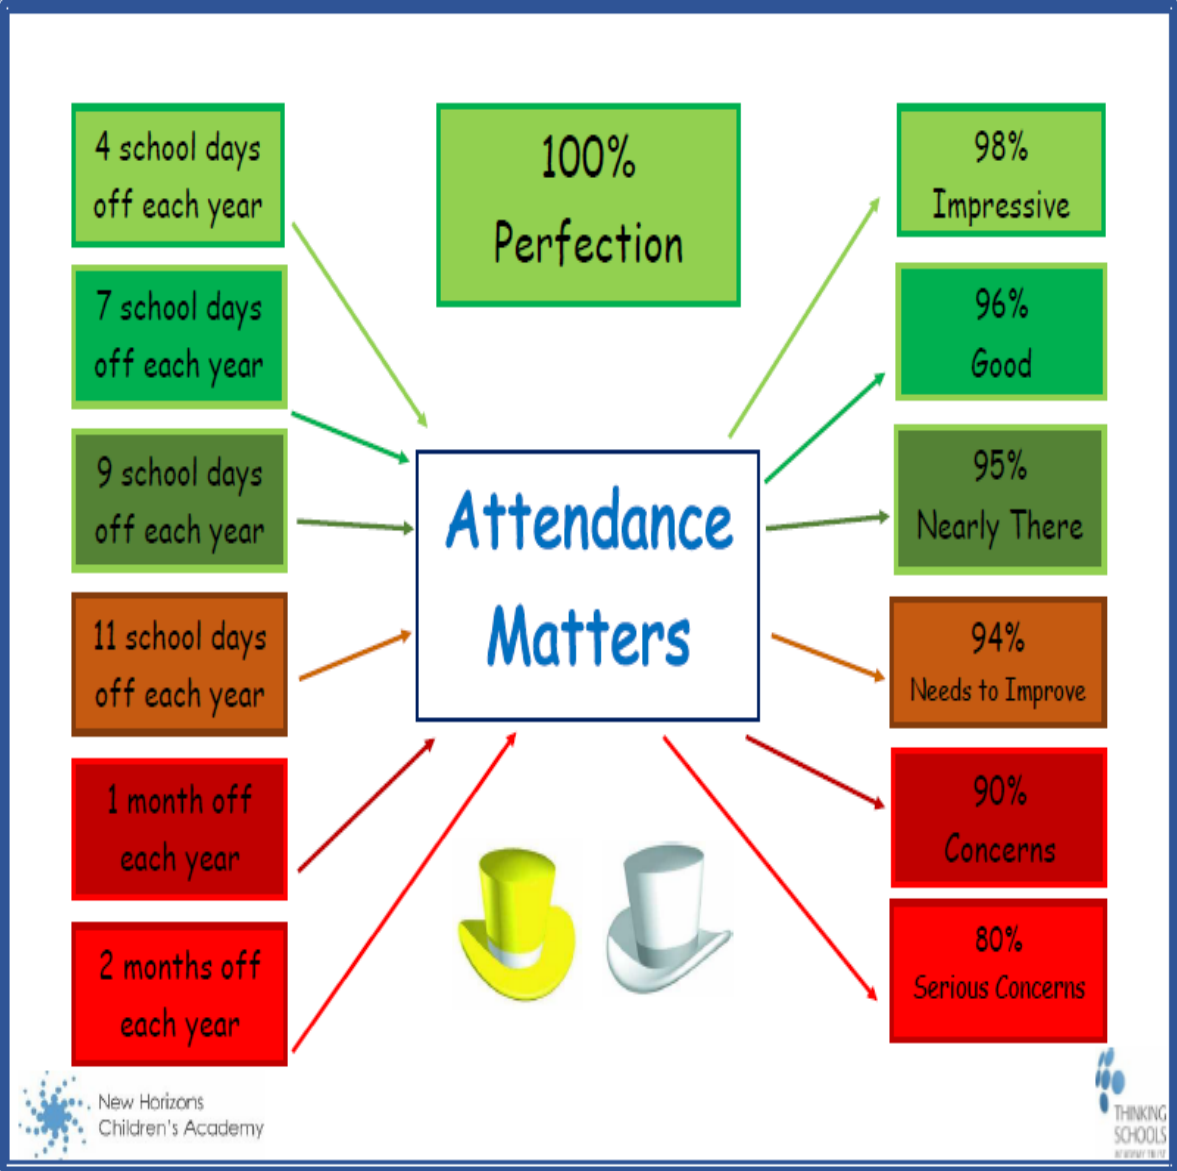 4 school days
off each year
100%
Perfection
98%
Impressive
7 school days
off each year
96%
Good
9 school days
off each year
Attendance
Matters
95%
Nearly There
11 school days
off each year
94%
Needs to Improve
1 month off
each year
90%
Concerns
2 months off
each year
80%
Serious Concerns
New Horizons
Children's Academy
THINKING
SCHOOLS
ACADEMY TRUST